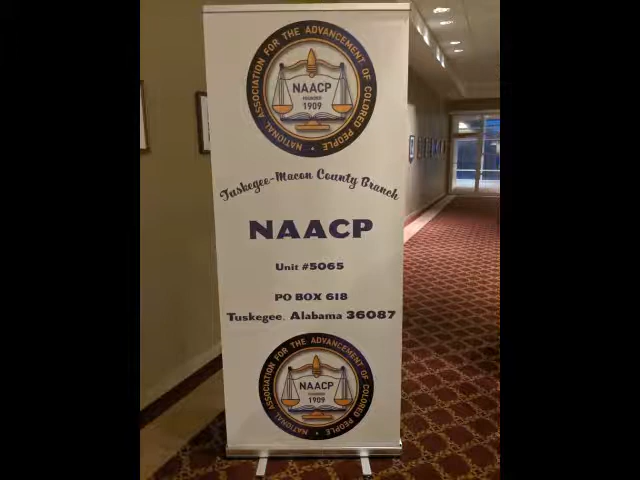 NATIONAL ASSOCIATION FOR THE ADVANCEMENT OF COLORED PEOPLE
NAACP
FOUNDED
1909
Tuskegee-Macon County Branch
NAACP
Unit #5065
PO BOX 618
Tuskegee, Alabama 36087
NATIONAL ASSOCIATION FOR THE ADVANCEMENT OF COLORED PEOPLE
NAACP
FOUNDED
1909